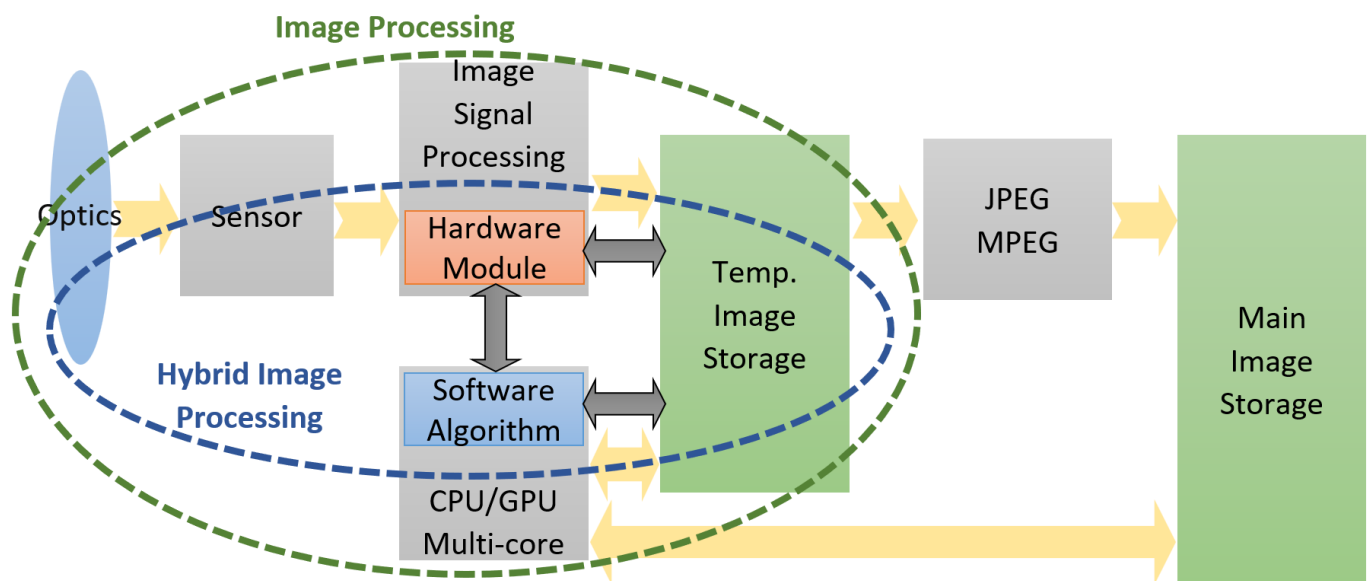 Image Processing
Optics
Sensor
Image
Signal
Processing
Hardware
Module
Hybrid Image
Processing
Software
Algorithm
CPU/GPU
Multi-core
Temp.
Image
Storage
JPEG
MPEG
Main
Image
Storage